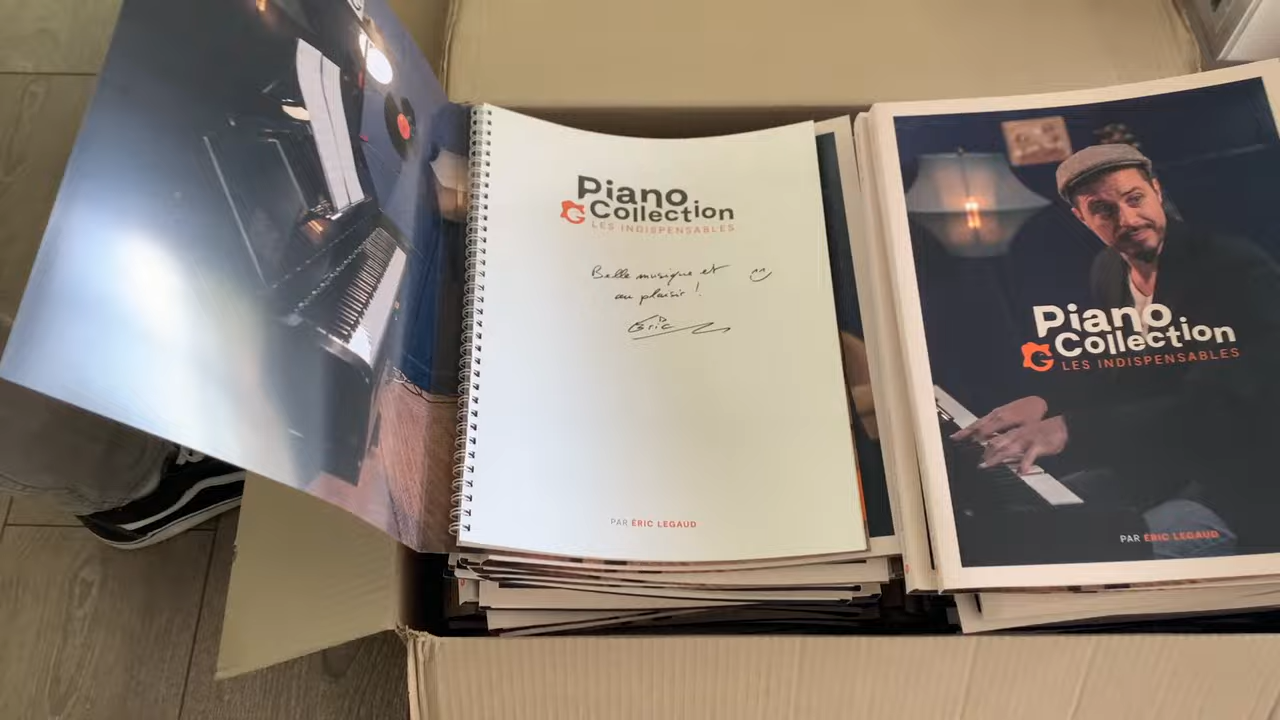 Piano
Collection
LES INDISPENSABLES
Belle musique et
au plaisir !
Éric
PAR ÉRIC LEGAUD
Piano
Collection
LES INDISPENSABLES
PAR ÉRIC LEGAUD